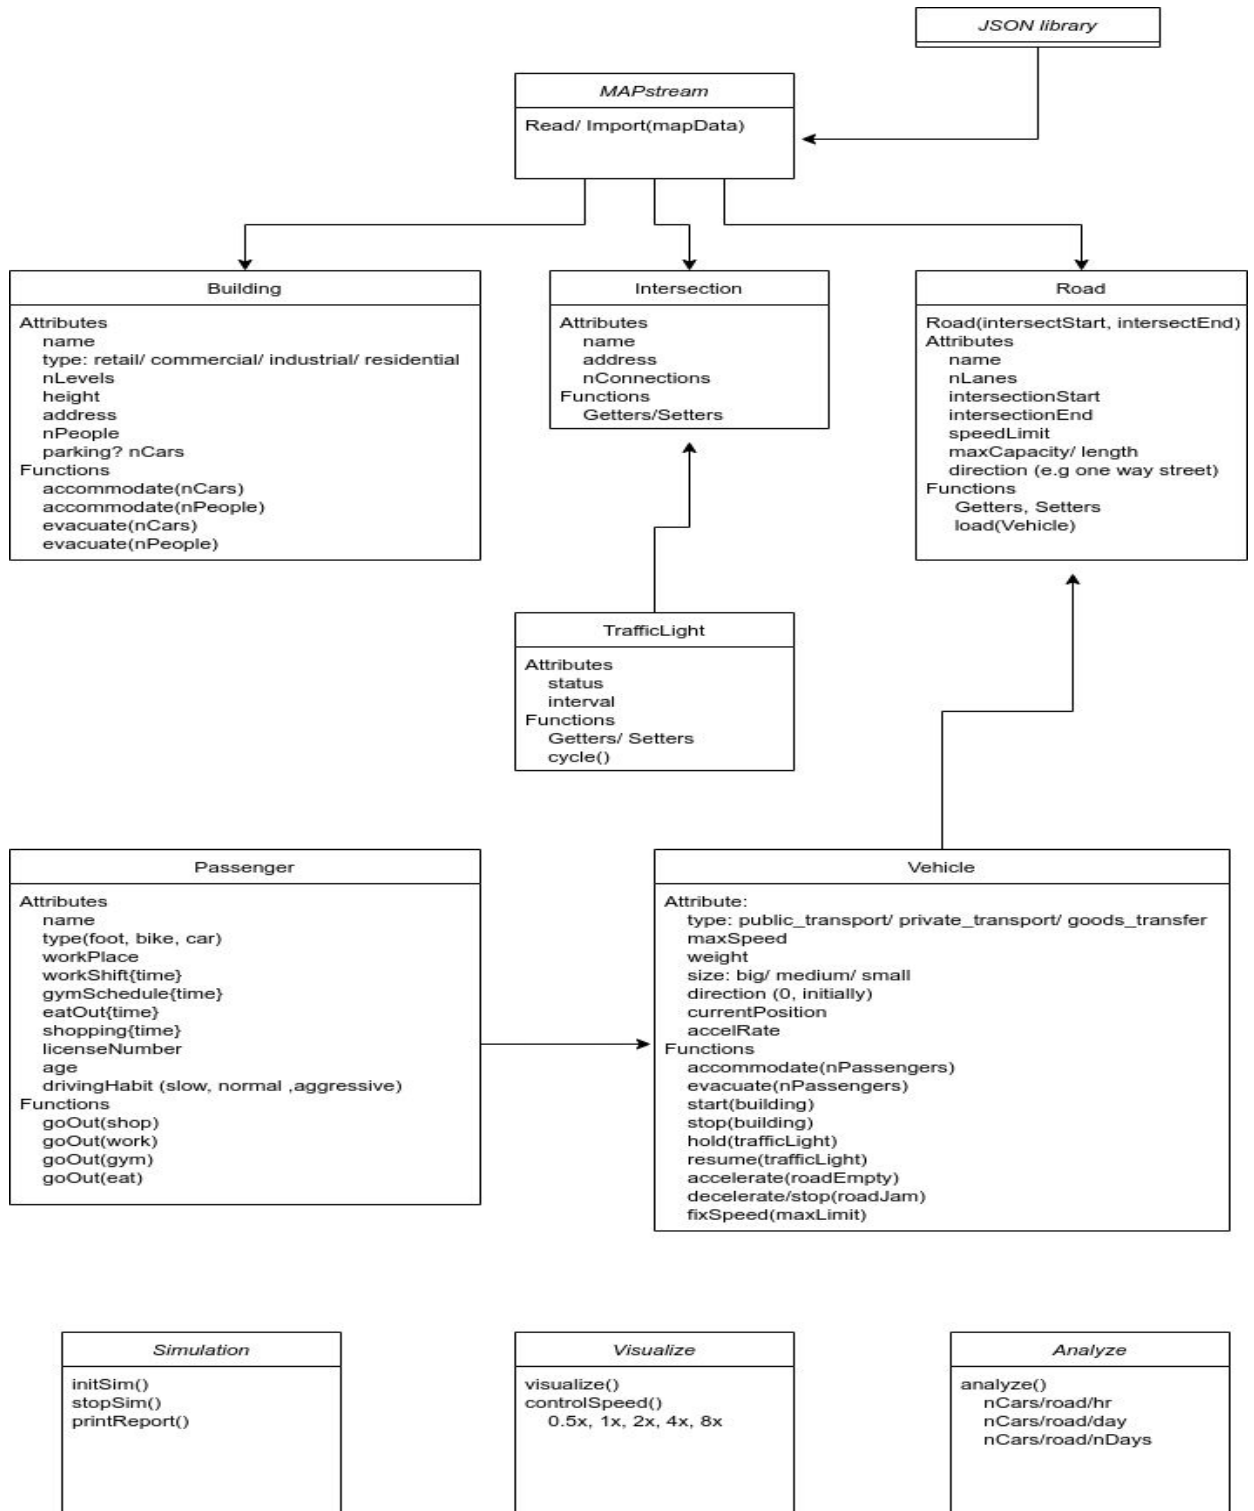 JSON library
MAPstream
Read/ Import(mapData)
Building
Attributes
name
type: retail/ commercial/ industrial/ residential
nLevels
height
address
nPeople
parking? nCars
Functions
accommodate(nCars)
accommodate(nPeople)
evacuate(nCars)
evacuate(nPeople)
Intersection
Attributes
name
address
nConnections
Functions
Getters/Setters
Road
Road(intersectStart, intersectEnd)
Attributes
name
nLanes
intersectionStart
intersectionEnd
speedLimit
maxCapacity/ length
direction (e.g one way street)
Functions
Getters, Setters
load(Vehicle)
TrafficLight
Attributes
status
interval
Functions
Getters/ Setters
cycle()
Passenger
Attributes
name
type(foot, bike, car)
workPlace
workShift{time}
gymSchedule{time}
eatOut{time}
shopping{time}
licenseNumber
age
drivingHabit (slow, normal ,aggressive)
Functions
goOut(shop)
goOut(work)
goOut(gym)
goOut(eat)
Vehicle
Attribute:
type: public_transport/ private_transport/ goods_transfer
maxSpeed
weight
size: big/ medium/ small
direction (0, initially)
currentPosition
accelRate
Functions
accommodate(nPassengers)
evacuate(nPassengers)
start(building)
stop(building)
hold(trafficLight)
resume(trafficLight)
accelerate(roadEmpty)
decelerate/stop(roadJam)
fixSpeed(maxLimit)
Simulation
initSim()
stopSim()
printReport()
Visualize
visualize()
controlSpeed()
0.5x, 1x, 2x, 4x, 8x
Analyze
analyze()
nCars/road/hr
nCars/road/day
nCars/road/nDays